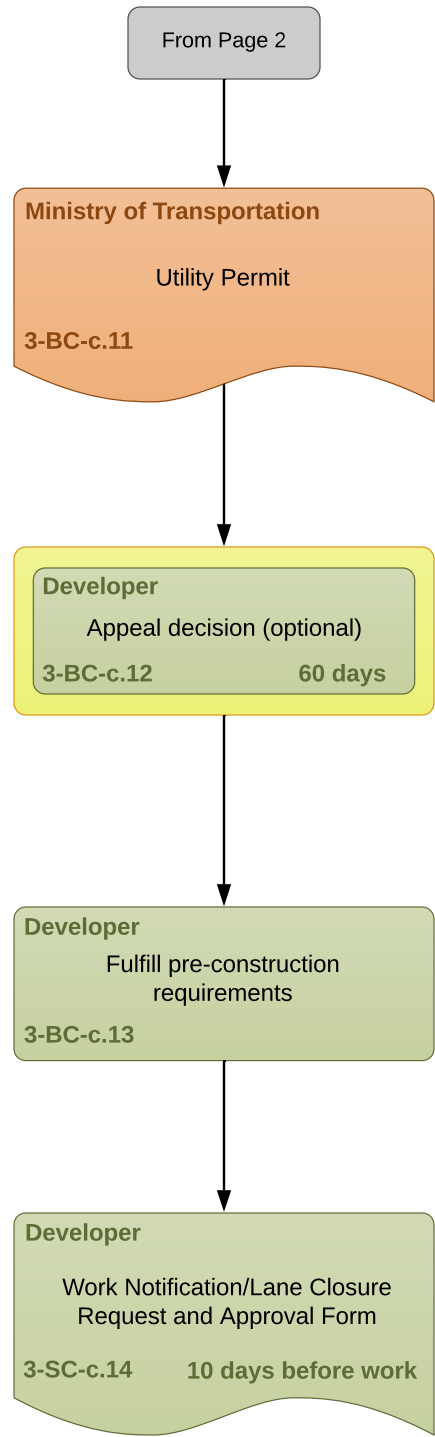 From Page 2
Ministry of Transportation
Utility Permit
3-BC-c.11
Developer
Appeal decision (optional)
3-BC-c.12 60 days
Developer
Fulfill pre-construction
requirements
3-BC-c.13
Developer
Work Notification/Lane Closure
Request and Approval Form
3-SC-c.14 10 days before work